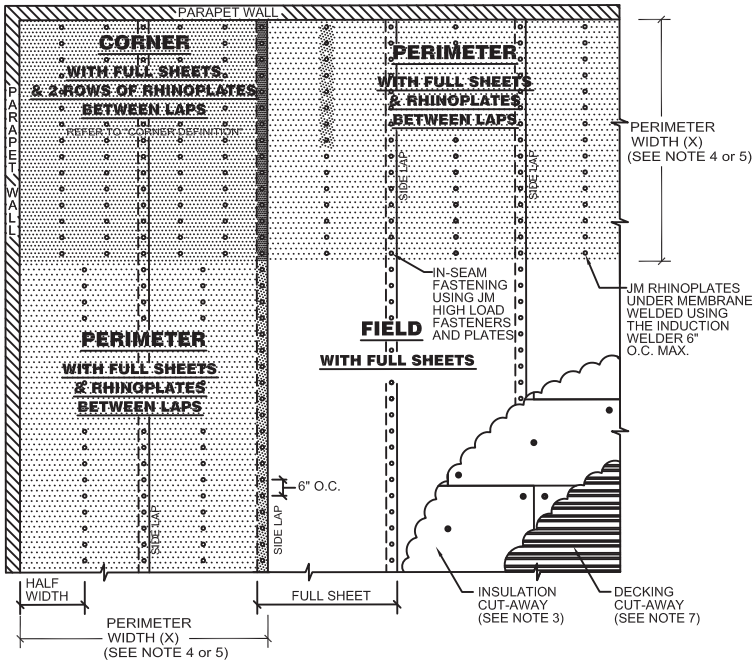 PARAPET WALL
PARAPET WALL
CORNER
WITH FULL SHEETS
& 2 ROWS OF RHINOPLATES
BETWEEN LAPS
REFER TO "CORNER DEFINITION"
PERIMETER
WITH FULL SHEETS
& RHINOPLATES
BETWEEN LAPS
PERIMETER
WIDTH (X)
(SEE NOTE 4 or 5)
SIDE LAP
SIDE LAP
IN-SEAM
FASTENING
USING JM
HIGH LOAD
FASTENERS
AND PLATES
JM RHINOPLATES
UNDER MEMBRANE
WELDED USING
THE INDUCTION
WELDER 6"
O.C. MAX.
PERIMETER
WITH FULL SHEETS
& RHINOPLATES
BETWEEN LAPS
FIELD
WITH FULL SHEETS
6" O.C.
SIDE LAP
SIDE LAP
HALF
WIDTH
FULL SHEET
INSULATION
CUT-AWAY
(SEE NOTE 3)
DECKING
CUT-AWAY
(SEE NOTE 7)
PERIMETER
WIDTH (X)
(SEE NOTE 4 or 5)